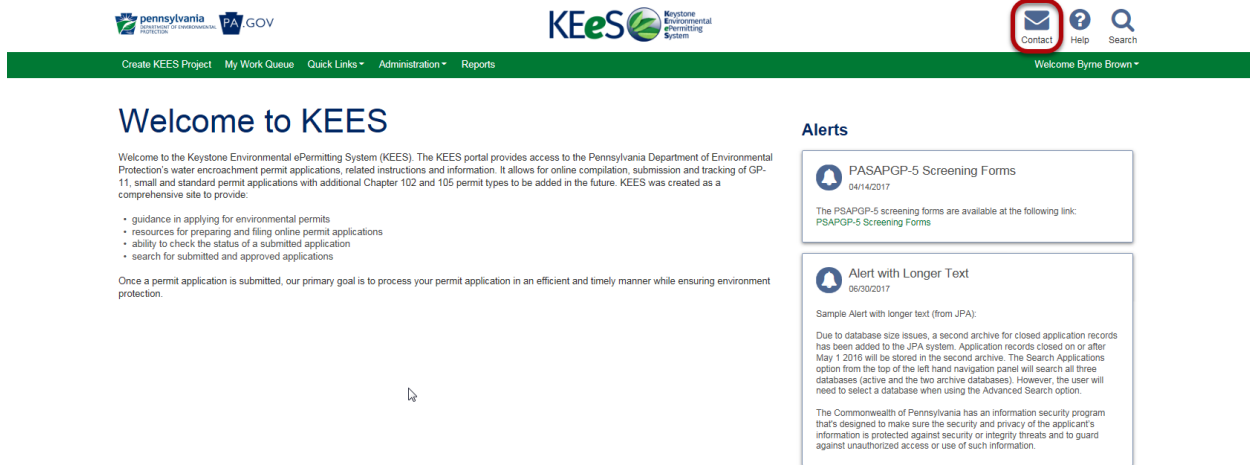 pennsylvania
DEPARTMENT OF ENVIRONMENTAL
PROTECTION
PA.GOV
KEeS
Keystone
Environmental
ePermitting
System
Contact
Help
Search
Create KEES Project My Work Queue Quick Links Administration Reports Welcome Byrne Brown
Welcome to KEES
Welcome to the Keystone Environmental ePermitting System (KEES). The KEES portal provides access to the Pennsylvania Department of Environmental
Protection's water encroachment permit applications, related instructions and information. It allows for online compilation, submission and tracking of GP-
11, small and standard permit applications with additional Chapter 102 and 105 permit types to be added in the future. KEES was created as a
comprehensive site to provide:
• guidance in applying for environmental permits
• resources for preparing and filing online permit applications
• ability to check the status of a submitted application
• search for submitted and approved applications
Once a permit application is submitted, our primary goal is to process your permit application in an efficient and timely manner while ensuring environment
protection.
Alerts
PASAPGP-5 Screening Forms
04/14/2017
The PSAPGP-5 screening forms are available at the following link:
PSAPGP-5 Screening Forms
Alert with Longer Text
06/30/2017
Sample Alert with longer text (from JPA):
Due to database size issues, a second archive for closed application records
has been added to the JPA system. Application records closed on or after
May 1 2016 will be stored in the second archive. The Search Applications
option from the top of the left hand navigation panel will search all three
databases (active and the two archive databases). However, the user will
need to select a database when using the Advanced Search option.
The Commonwealth of Pennsylvania has an information security program
that's designed to make sure the security and privacy of the applicant's
information is protected against security or integrity threats and to guard
against unauthorized access or use of such information.